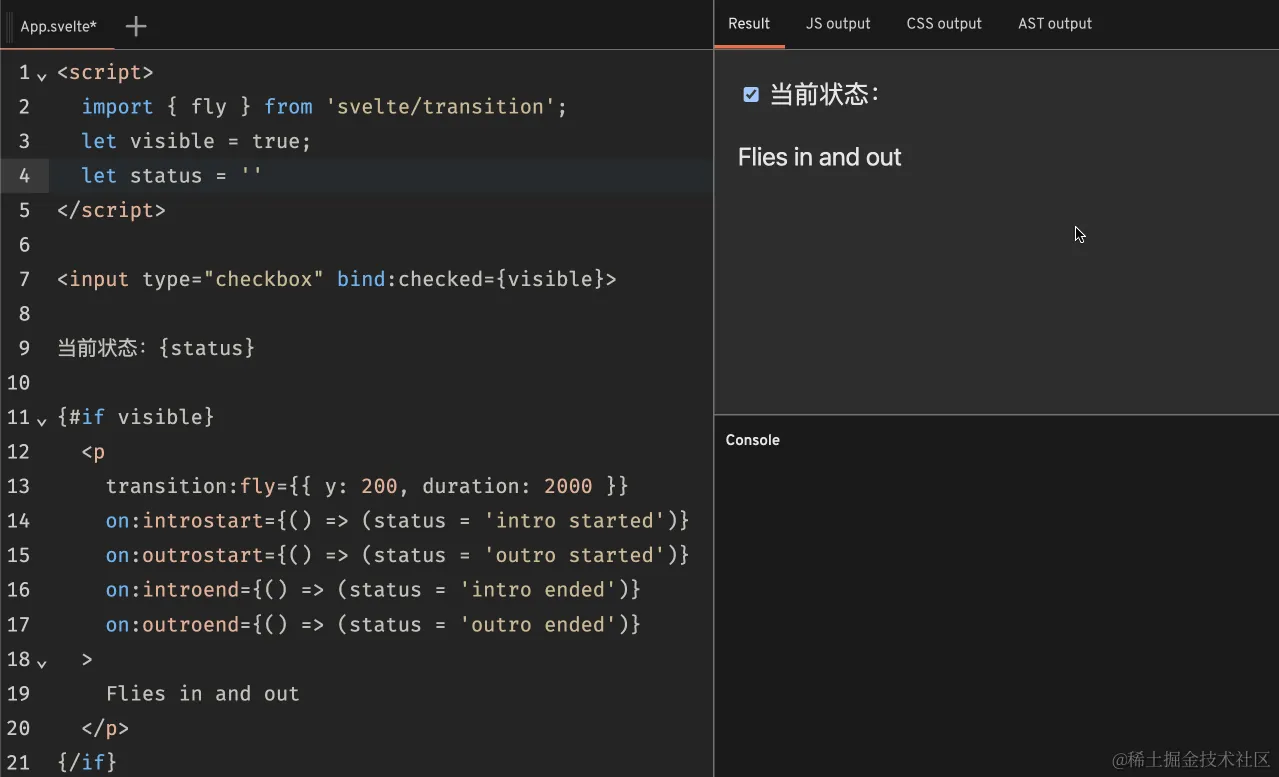 App.svelte*
Result JS output CSS output AST output
1 <script>
2 import { fly } from 'svelte/transition';
3 let visible = true;
4 let status = ''
5 </script>
6
7 <input type="checkbox" bind:checked={visible}>
8
9 当前状态：{status}
10
11 {#if visible}
12 <p
13 transition:fly={{ y: 200, duration: 2000 }}
14 on:introstart={() => (status = 'intro started')}
15 on:outrostart={() => (status = 'outro started')}
16 on:introend={() => (status = 'intro ended')}
17 on:outroend={() => (status = 'outro ended')}
18 >
19 Flies in and out
20 </p>
21 {/if}
当前状态：
Flies in and out
Console
@稀土掘金技术社区